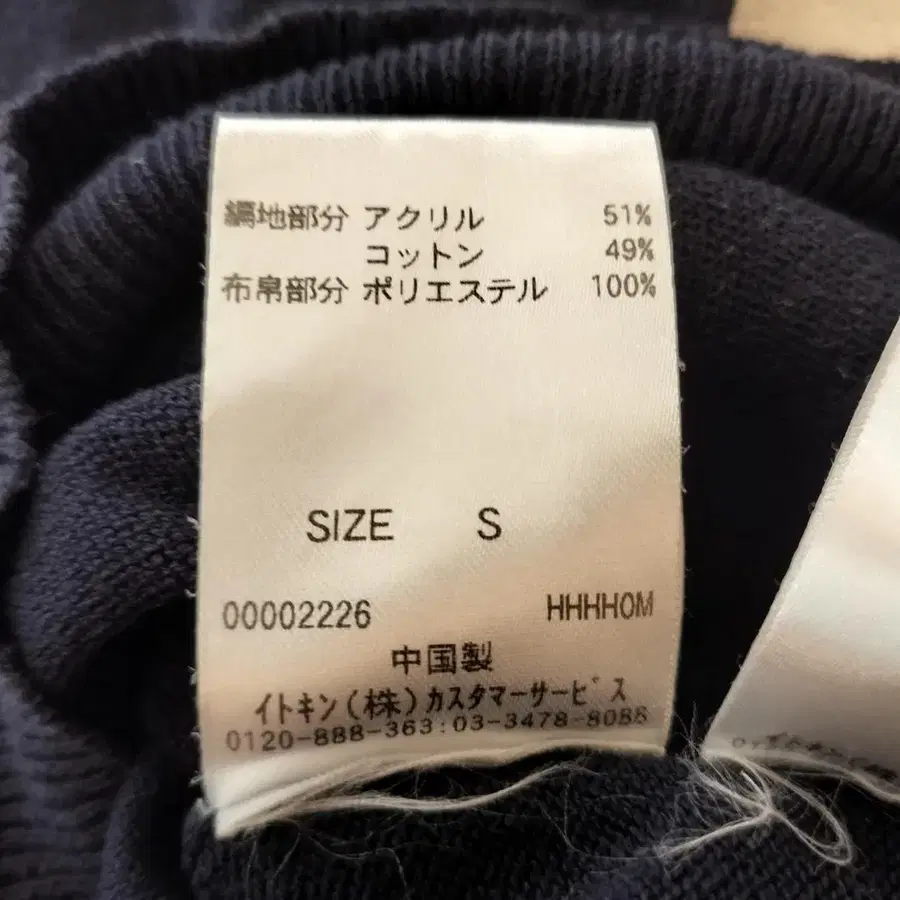 編地部分 アクリル 51%
コットン 49%
布帛部分 ポリエステル 100%
SIZE S
00002226 HHHHOM
中国製
イトキン(株)カスタマーサービス
0120-888-363:03-3478-8088